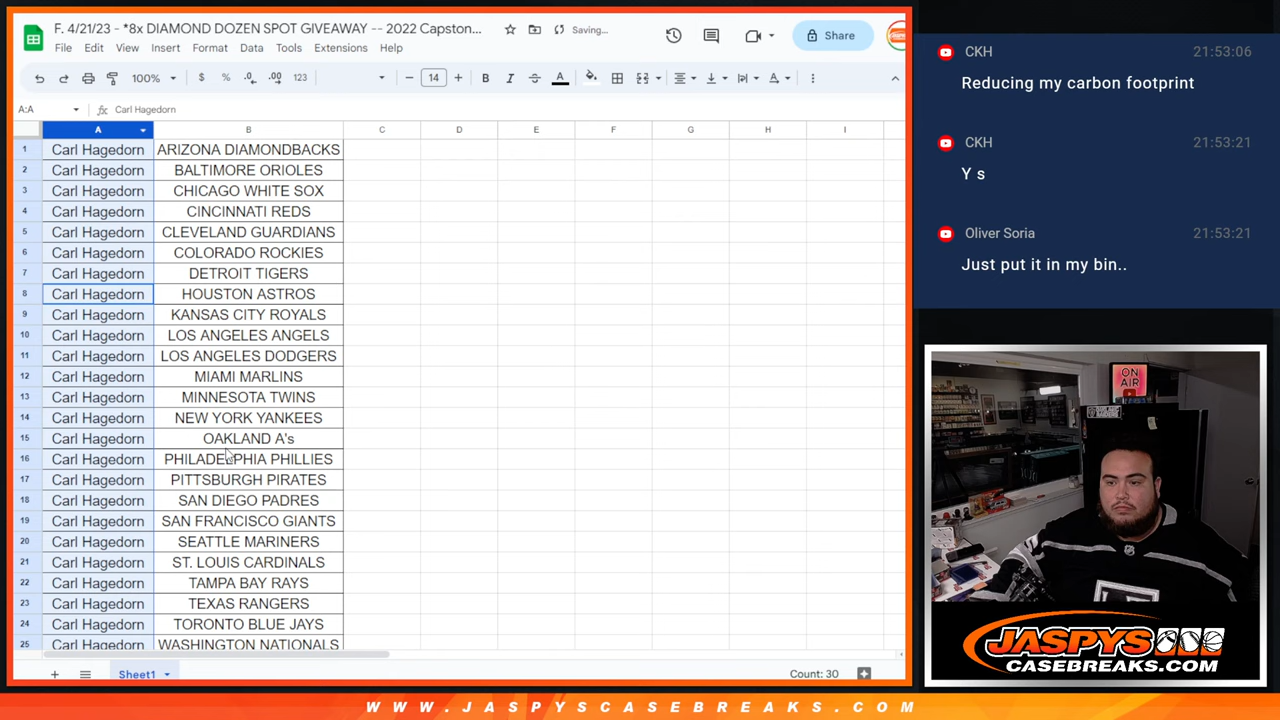 F. 4/21/23 - *8x DIAMOND DOZEN SPOT GIVEAWAY -- 2022 Capston...
Saving...
Share
File Edit View Insert Format Data Tools Extensions Help
100% $ % .0 .00 123 14 B I A
A:A fx Carl Hagedorn
A B C D E F G H I
1 Carl Hagedorn ARIZONA DIAMONDBACKS
2 Carl Hagedorn BALTIMORE ORIOLES
3 Carl Hagedorn CHICAGO WHITE SOX
4 Carl Hagedorn CINCINNATI REDS
5 Carl Hagedorn CLEVELAND GUARDIANS
6 Carl Hagedorn COLORADO ROCKIES
7 Carl Hagedorn DETROIT TIGERS
8 Carl Hagedorn HOUSTON ASTROS
9 Carl Hagedorn KANSAS CITY ROYALS
10 Carl Hagedorn LOS ANGELES ANGELS
11 Carl Hagedorn LOS ANGELES DODGERS
12 Carl Hagedorn MIAMI MARLINS
13 Carl Hagedorn MINNESOTA TWINS
14 Carl Hagedorn NEW YORK YANKEES
15 Carl Hagedorn OAKLAND A's
16 Carl Hagedorn PHILADELPHIA PHILLIES
17 Carl Hagedorn PITTSBURGH PIRATES
18 Carl Hagedorn SAN DIEGO PADRES
19 Carl Hagedorn SAN FRANCISCO GIANTS
20 Carl Hagedorn SEATTLE MARINERS
21 Carl Hagedorn ST. LOUIS CARDINALS
22 Carl Hagedorn TAMPA BAY RAYS
23 Carl Hagedorn TEXAS RANGERS
24 Carl Hagedorn TORONTO BLUE JAYS
25 Carl Hagedorn WASHINGTON NATIONALS
Sheet1
Count: 30
CKH 21:53:06
Reducing my carbon footprint
CKH 21:53:21
Y s
Oliver Soria 21:53:21
Just put it in my bin..
ON
AIR
JASPYS
CASEBREAKS.COM
WWW.JASPYSCASEBREAKS.COM